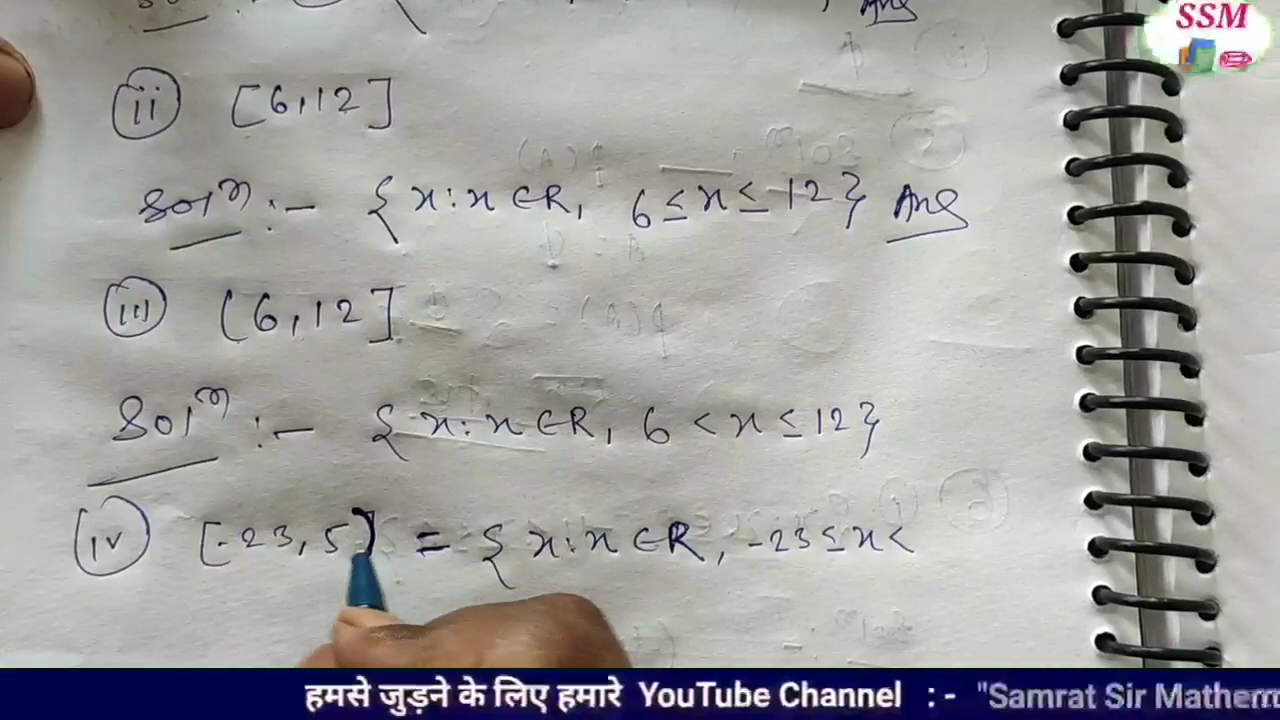 Ans
SSM
(ii) [6,12]
Solⁿ :- {x:x∈R, 6≤x≤12} Ans
(iii) (6,12]
Solⁿ :- {x:x∈R, 6<x≤12}
(iv) [-23,5) = {x:x∈R, -23≤x<
हमसे जुड़ने के लिए हमारे YouTube Channel :- "Samrat Sir Mathem